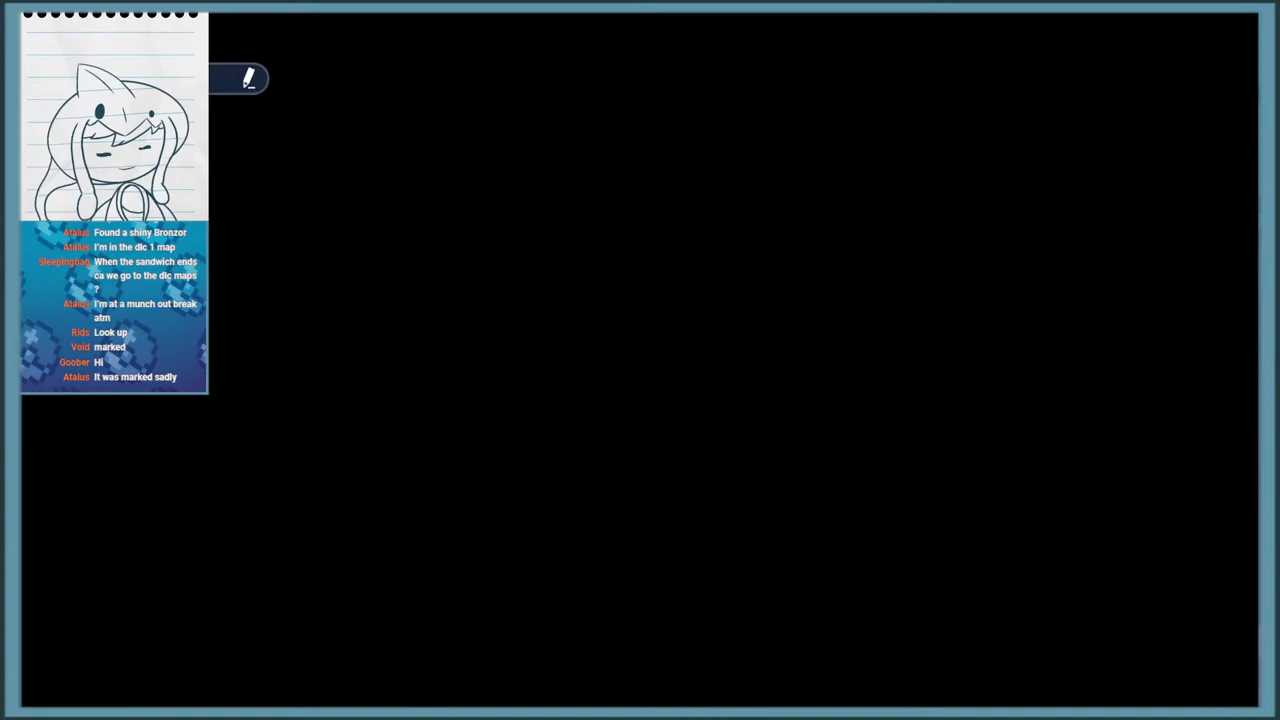 Atalus Found a shiny Bronzor
Atalus I'm in the dlc 1 map
Sleepingbag When the sandwich ends
ca we go to the dlc maps
?
Atalus I'm at a munch out break
atm
Rids Look up
Void marked
Goober Hi
Atalus It was marked sadly